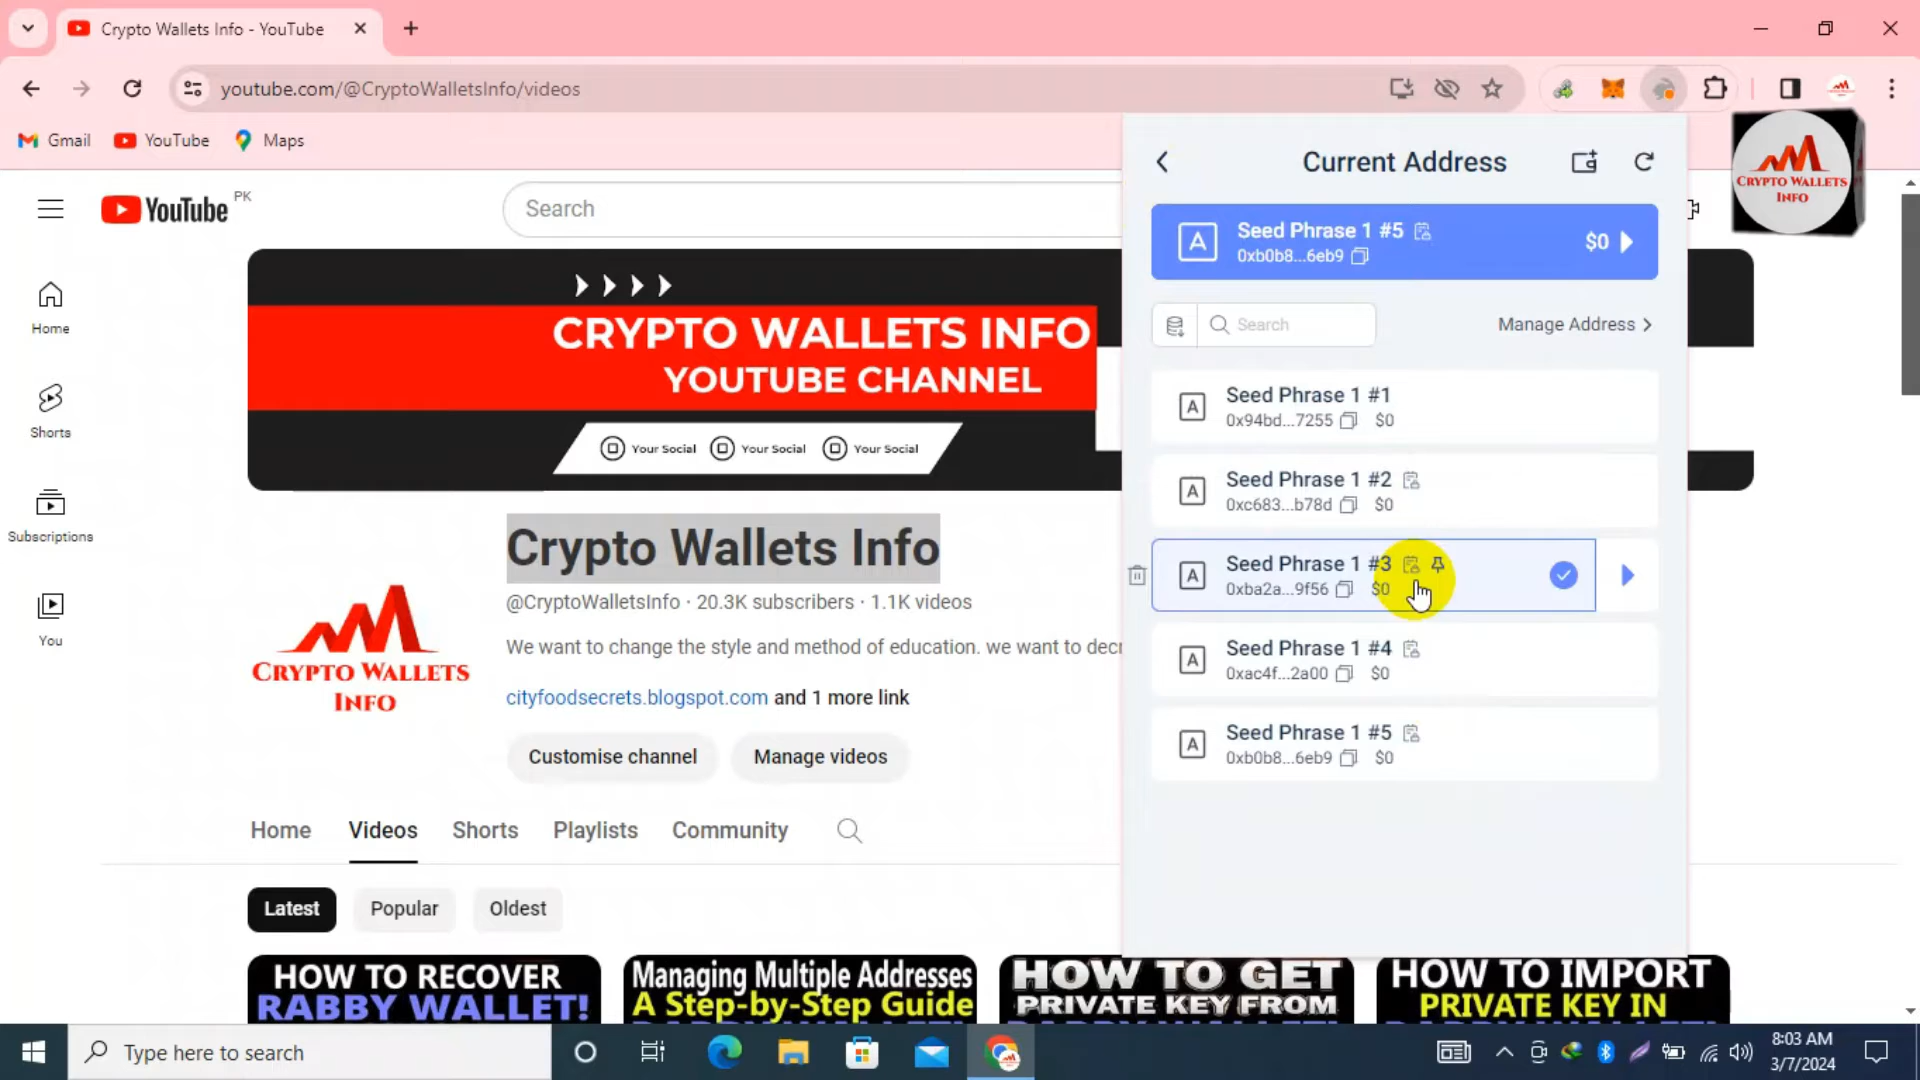 Crypto Wallets Info - YouTube
youtube.com/@CryptoWalletsInfo/videos
Gmail YouTube Maps
YouTube PK
Search
Home
Shorts
Subscriptions
You
CRYPTO WALLETS INFO
YOUTUBE CHANNEL
Your Social Your Social Your Social
CRYPTO WALLETS
INFO
Crypto Wallets Info
@CryptoWalletsInfo · 20.3K subscribers · 1.1K videos
We want to change the style and method of education. we want to
cityfoodsecrets.blogspot.com and 1 more link
Customise channel Manage videos
Home Videos Shorts Playlists Community
Latest Popular Oldest
HOW TO RECOVER
RABBY WALLET!
Managing Multiple Addresses
A Step-by-Step Guide
HOW TO GET
PRIVATE KEY FROM
HOW TO IMPORT
PRIVATE KEY IN
Current Address
Seed Phrase 1 #5
0xb0b8...6eb9
$0
Search
Manage Address
Seed Phrase 1 #1
0x94bd...7255 $0
Seed Phrase 1 #2
0xc683...b78d $0
Seed Phrase 1 #3
0xba2a...9f56 $0
Seed Phrase 1 #4
0xac4f...2a00 $0
Seed Phrase 1 #5
0xb0b8...6eb9 $0
CRYPTO WALLETS
INFO
Type here to search
8:03 AM
3/7/2024